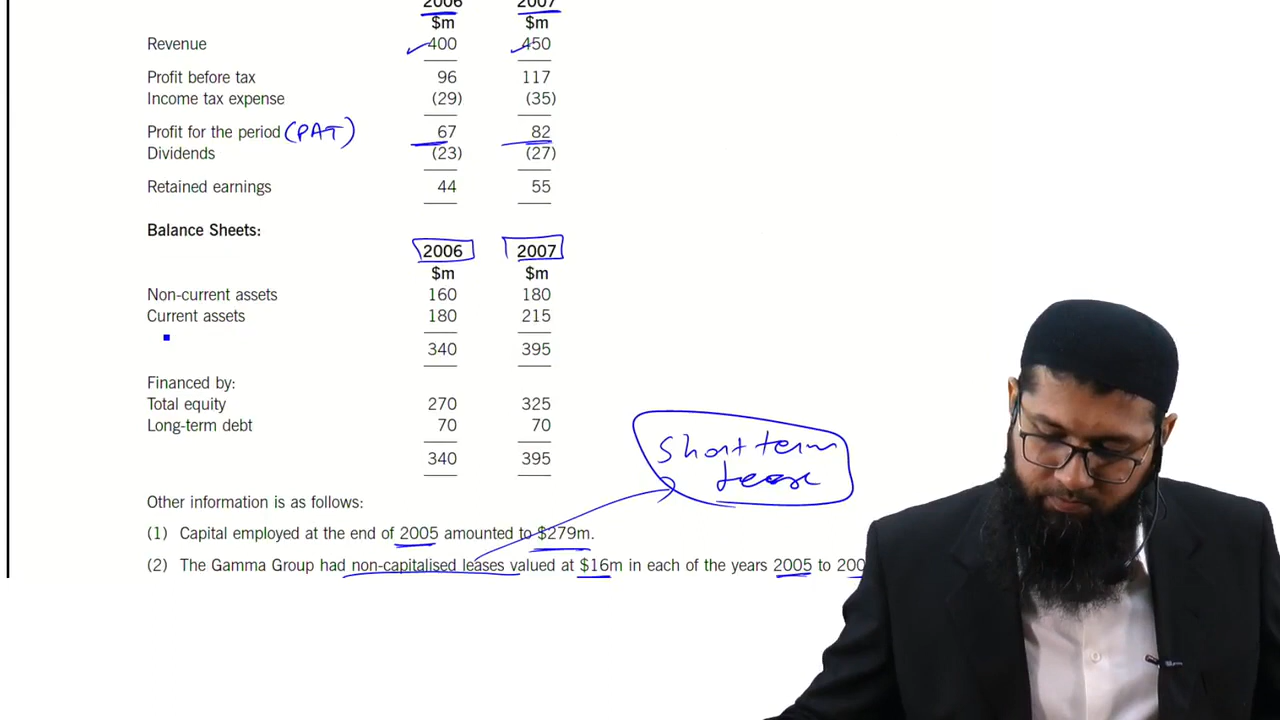 2006 2007
$m $m
Revenue 400 450
Profit before tax 96 117
Income tax expense (29) (35)
Profit for the period (PAT) 67 82
Dividends (23) (27)
Retained earnings 44 55
Balance Sheets:
2006 2007
$m $m
Non-current assets 160 180
Current assets 180 215
340 395
Financed by:
Total equity 270 325
Long-term debt 70 70
340 395
Short term
Lease
Other information is as follows:
(1) Capital employed at the end of 2005 amounted to $279m.
(2) The Gamma Group had non-capitalised leases valued at $16m in each of the years 2005 to